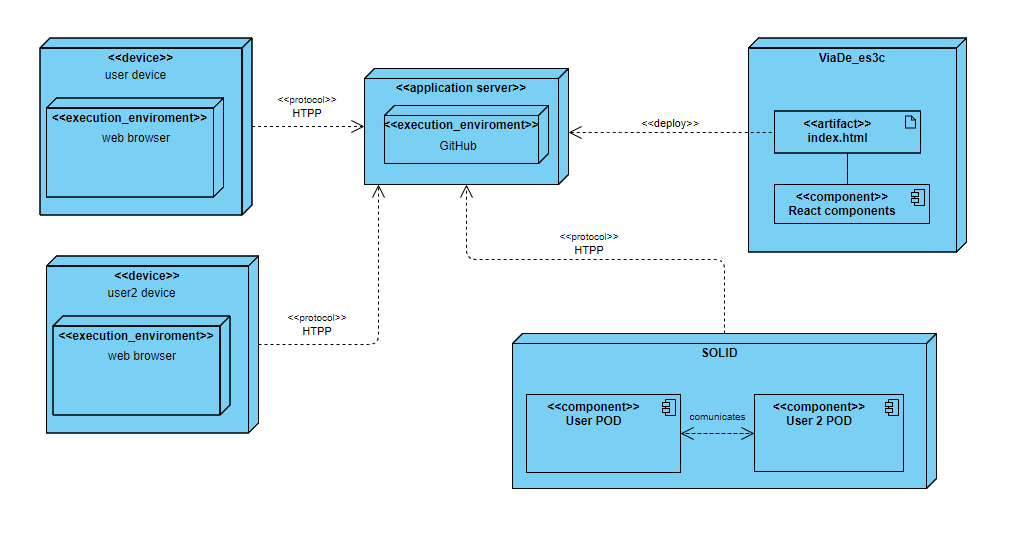 <<device>>
user device
<<execution_enviroment>>
web browser
<<protocol>>
HTPP
<<application server>>
<<execution_enviroment>>
GitHub
<<deploy>>
ViaDe_es3c
<<artifact>>
index.html
<<component>>
React components
<<device>>
user2 device
<<execution_enviroment>>
web browser
<<protocol>>
HTPP
<<protocol>>
HTPP
SOLID
<<component>>
User POD
comunicates
<<component>>
User 2 POD